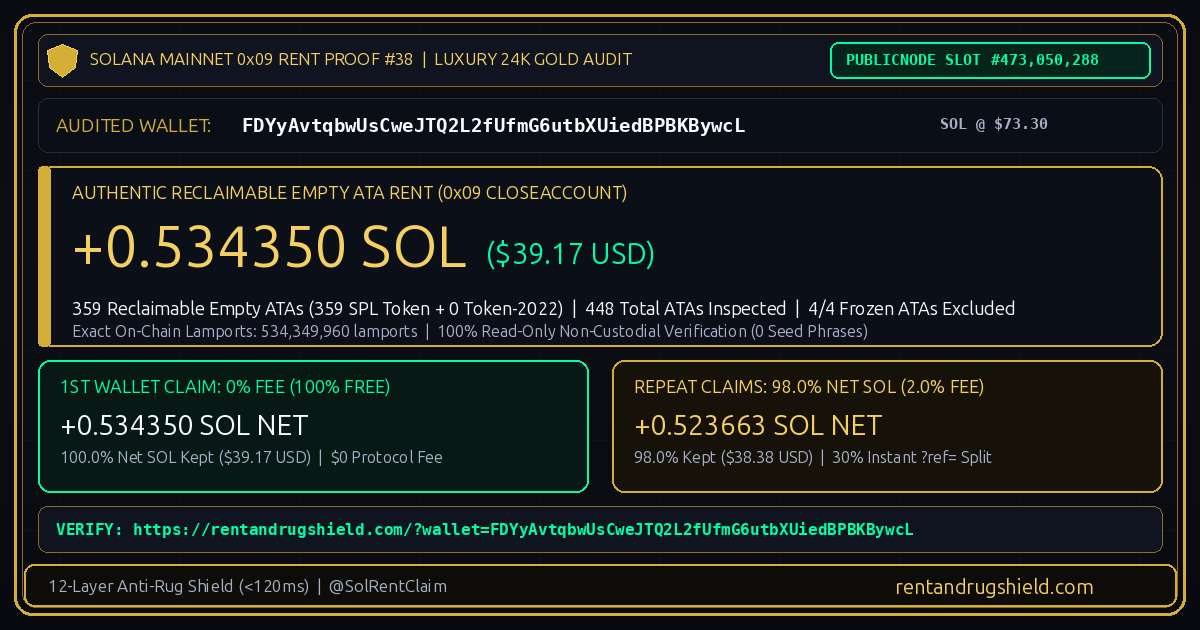 SOLANA MAINNET 0x09 RENT PROOF #38 | LUXURY 24K GOLD AUDIT
PUBLICNODE SLOT #473,050,288
AUDITED WALLET: FDYyAvtqbwUsCweJTQ2L2fUfmG6utbXUiedBPBKBywcL
SOL @ $73.30
AUTHENTIC RECLAIMABLE EMPTY ATA RENT (0x09 CLOSEACCOUNT)
+0.534350 SOL ($39.17 USD)
359 Reclaimable Empty ATAs (359 SPL Token + 0 Token-2022) | 448 Total ATAs Inspected | 4/4 Frozen ATAs Excluded
Exact On-Chain Lamports: 534,349,960 lamports | 100% Read-Only Non-Custodial Verification (0 Seed Phrases)
1ST WALLET CLAIM: 0% FEE (100% FREE)
+0.534350 SOL NET
100.0% Net SOL Kept ($39.17 USD) | $0 Protocol Fee
REPEAT CLAIMS: 98.0% NET SOL (2.0% FEE)
+0.523663 SOL NET
98.0% Kept ($38.38 USD) | 30% Instant ?ref= Split
VERIFY: https://rentandrugshield.com/?wallet=FDYyAvtqbwUsCweJTQ2L2fUfmG6utbXUiedBPBKBywcL
12-Layer Anti-Rug Shield (<120ms) | @SolRentClaim
rentandrugshield.com